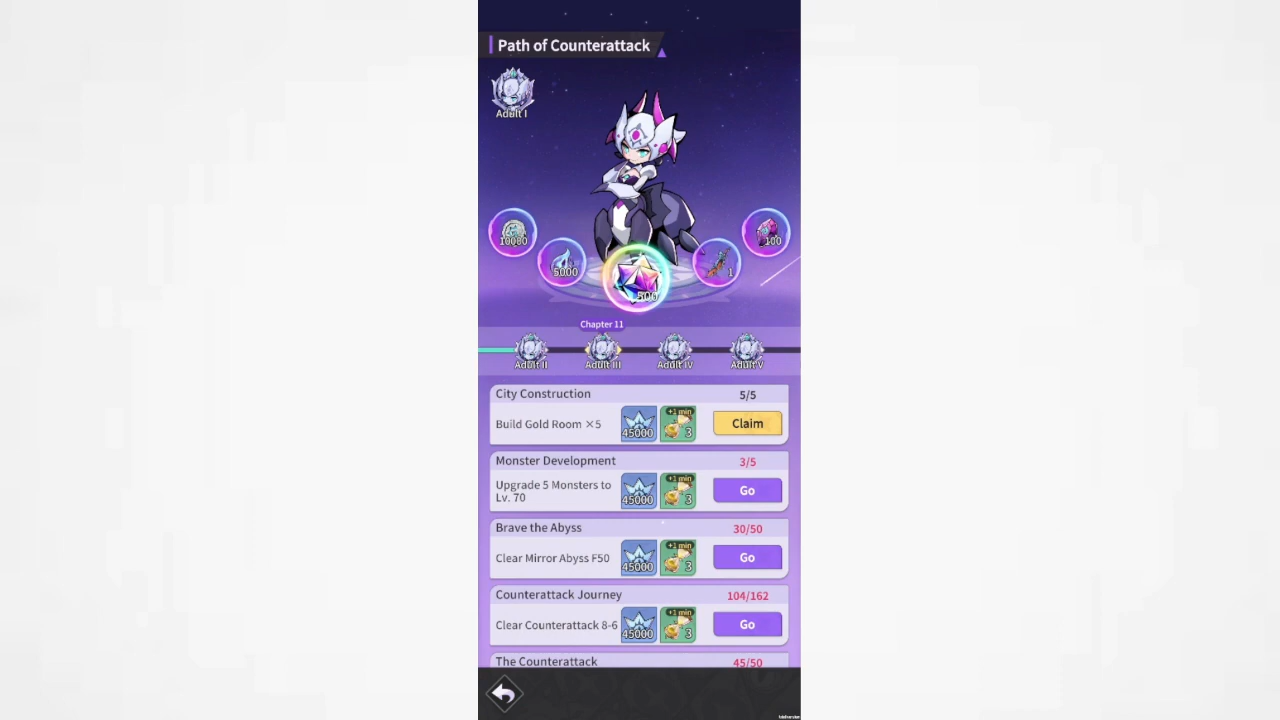 Path of Counterattack
Adult I
10000
5000
500
1
100
Chapter 11
Adult II
Adult III
Adult IV
Adult V
City Construction
5/5
Build Gold Room ×5
45000
+1 min
3
Claim
Monster Development
3/5
Upgrade 5 Monsters to
Lv. 70
45000
+1 min
3
Go
Brave the Abyss
30/50
Clear Mirror Abyss F50
45000
+1 min
3
Go
Counterattack Journey
104/162
Clear Counterattack 8-6
45000
+1 min
3
Go
The Counterattack
45/50